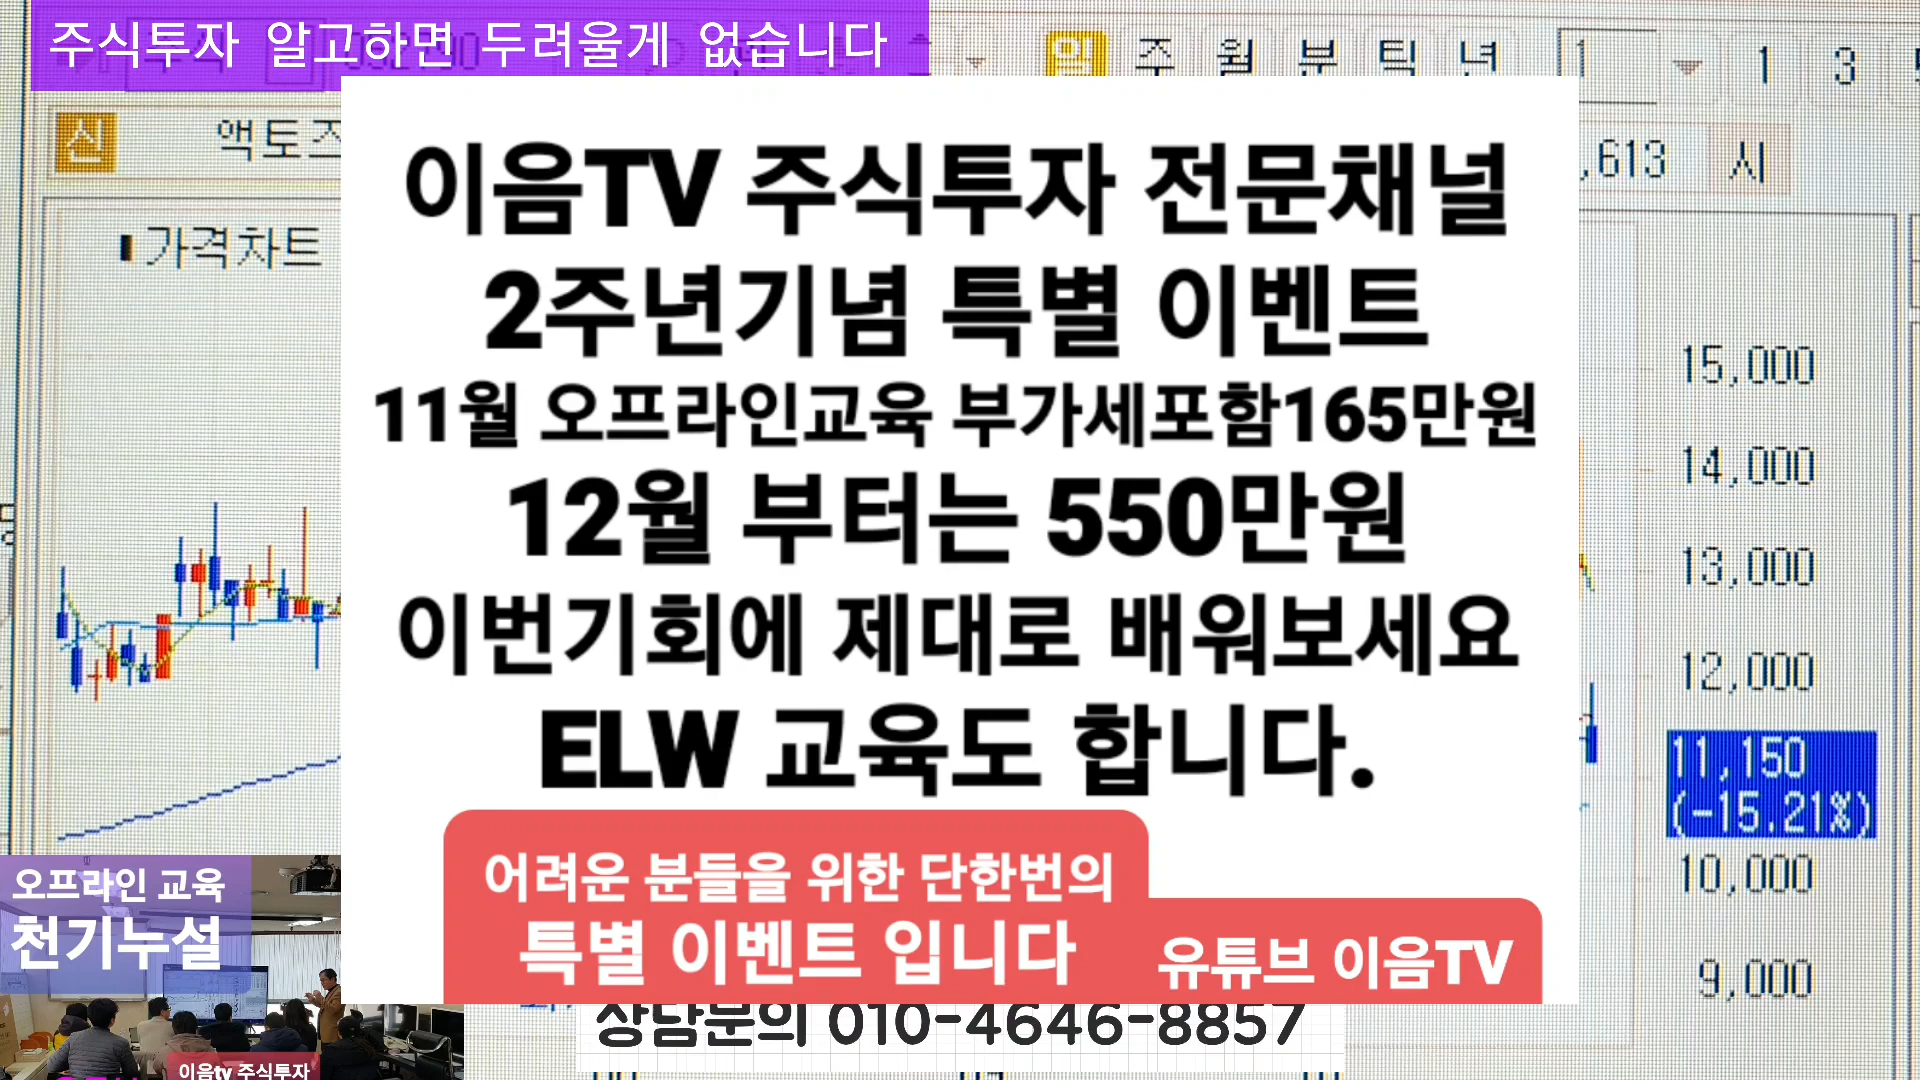 주식투자 알고하면 두려울게 없습니다
일 주 월 분 틱 년 1 1 3
신 액토즈
,613 시
가격차트
이음TV 주식투자 전문채널
2주년기념 특별 이벤트
11월 오프라인교육 부가세포함165만원
12월 부터는 550만원
이번기회에 제대로 배워보세요
ELW 교육도 합니다.
어려운 분들을 위한 단한번의
특별 이벤트 입니다
유튜브 이음TV
15,000
14,000
13,000
12,000
11,150
(-15.21%)
10,000
9,000
오프라인 교육
천기누설
이음tv 주식투자
상담문의 010-4646-8857